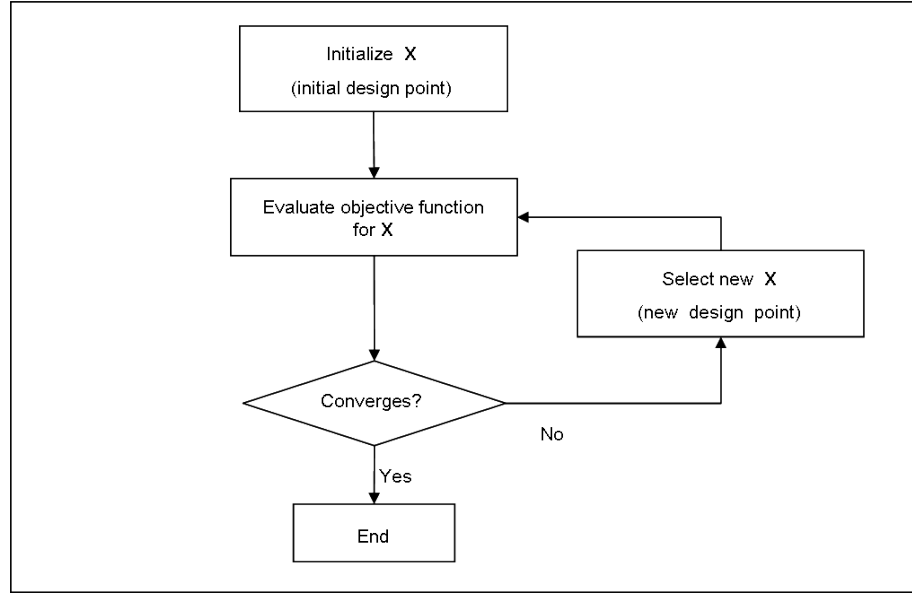 Initialize X
(initial design point)
Evaluate objective function
for X
Select new X
(new design point)
Converges?
No
Yes
End